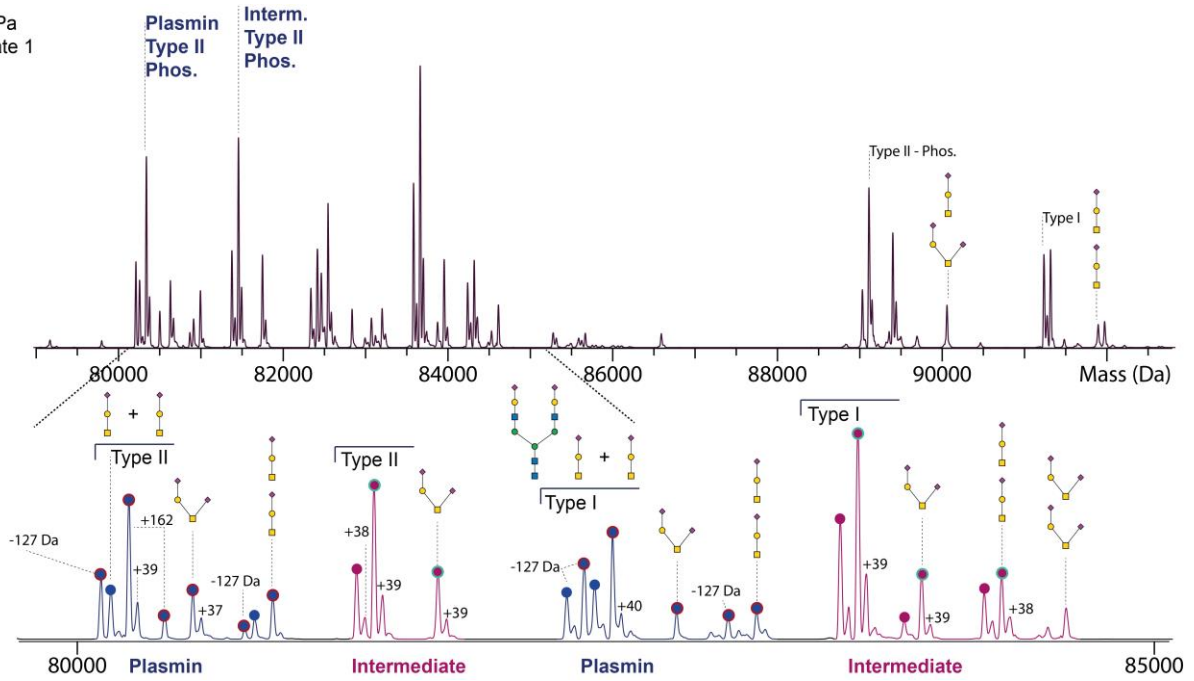 Pa
te 1
Plasmin
Type II
Phos.
Interm.
Type II
Phos.
Type II - Phos.
Type I
80000
82000
84000
86000
88000
90000
Mass (Da)
+
Type II
Type II
+
Type I
Type I
-127 Da
+162
+39
+37
-127 Da
+38
+39
+39
-127 Da
+40
-127 Da
+39
+39
+38
80000
Plasmin
Intermediate
Plasmin
Intermediate
85000